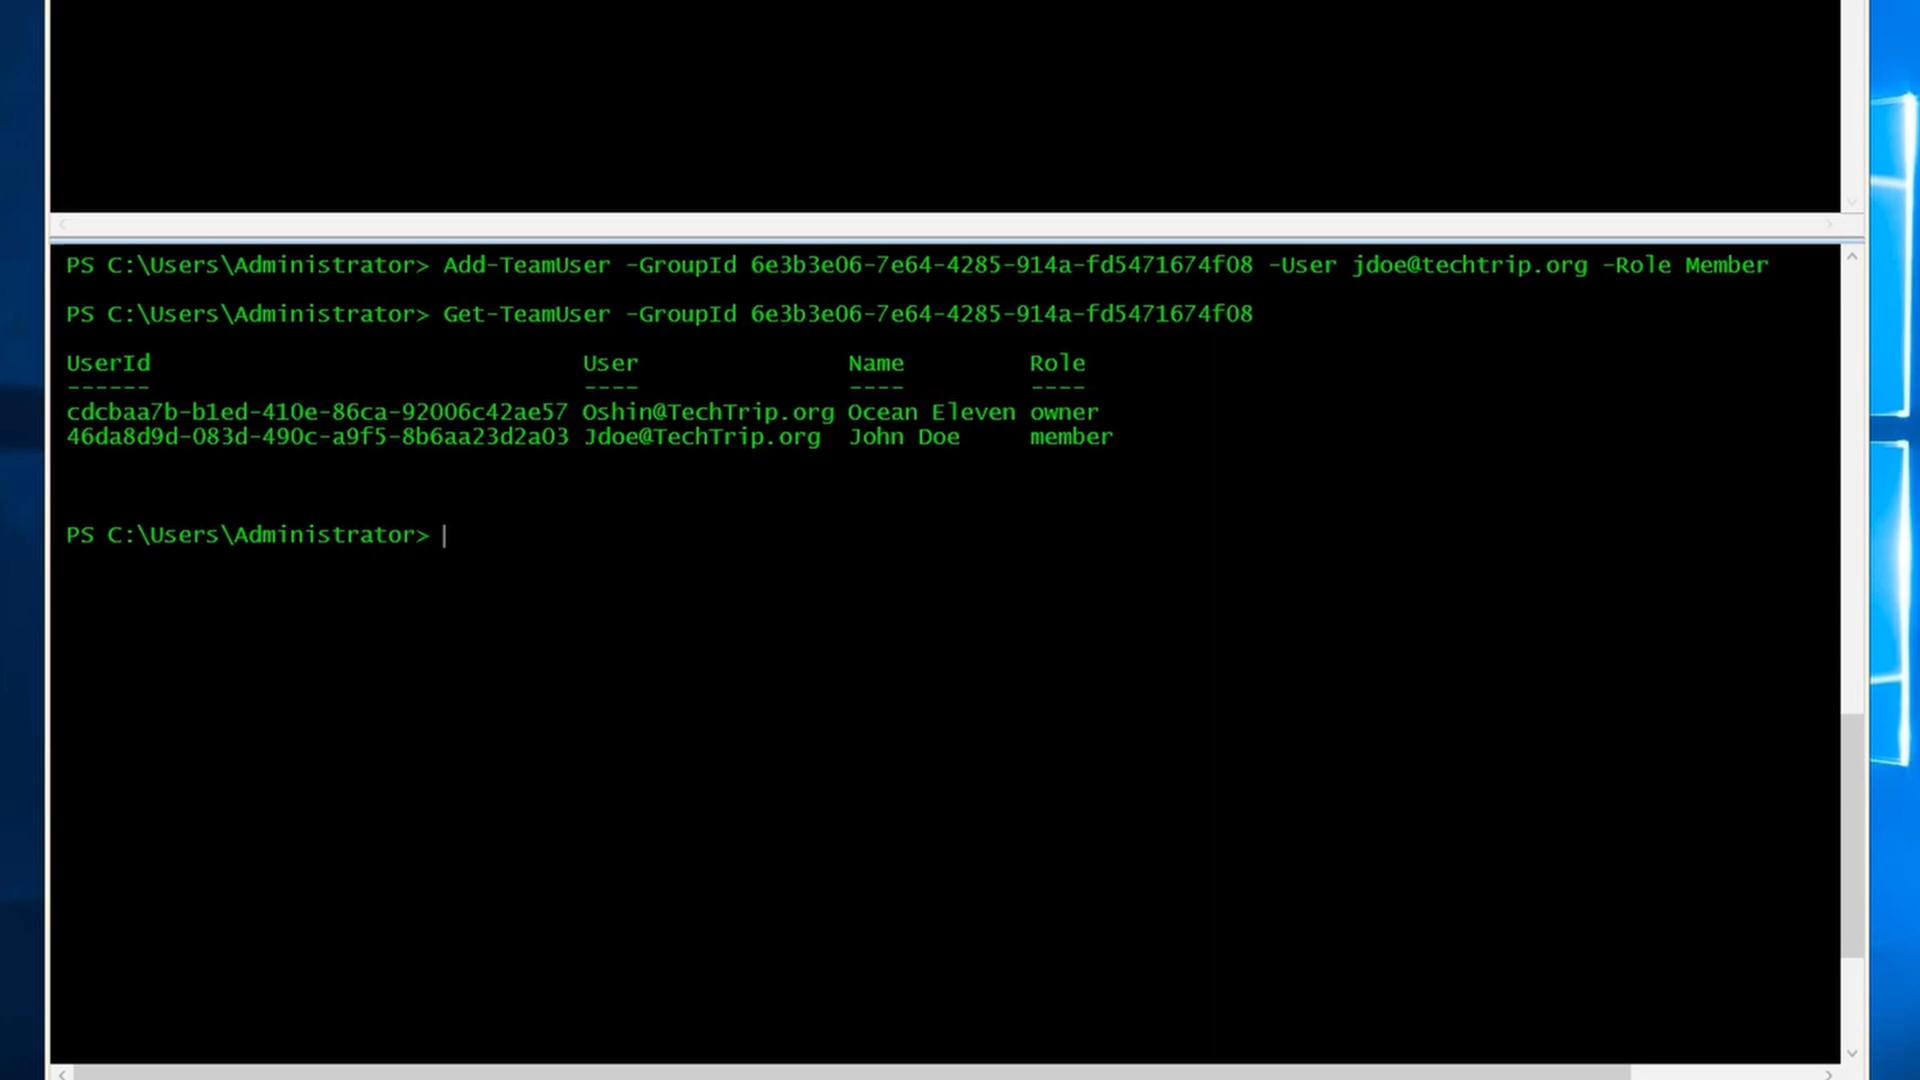 PS C:\Users\Administrator> Add-TeamUser -GroupId 6e3b3e06-7e64-4285-914a-fd5471674f08 -User jdoe@techtrip.org -Role Member
PS C:\Users\Administrator> Get-TeamUser -GroupId 6e3b3e06-7e64-4285-914a-fd5471674f08
UserId User Name Role
------ ---- ---- ----
cdcbaa7b-b1ed-410e-86ca-92006c42ae57 Oshin@TechTrip.org Ocean Eleven owner
46da8d9d-083d-490c-a9f5-8b6aa23d2a03 Jdoe@TechTrip.org John Doe member
PS C:\Users\Administrator>